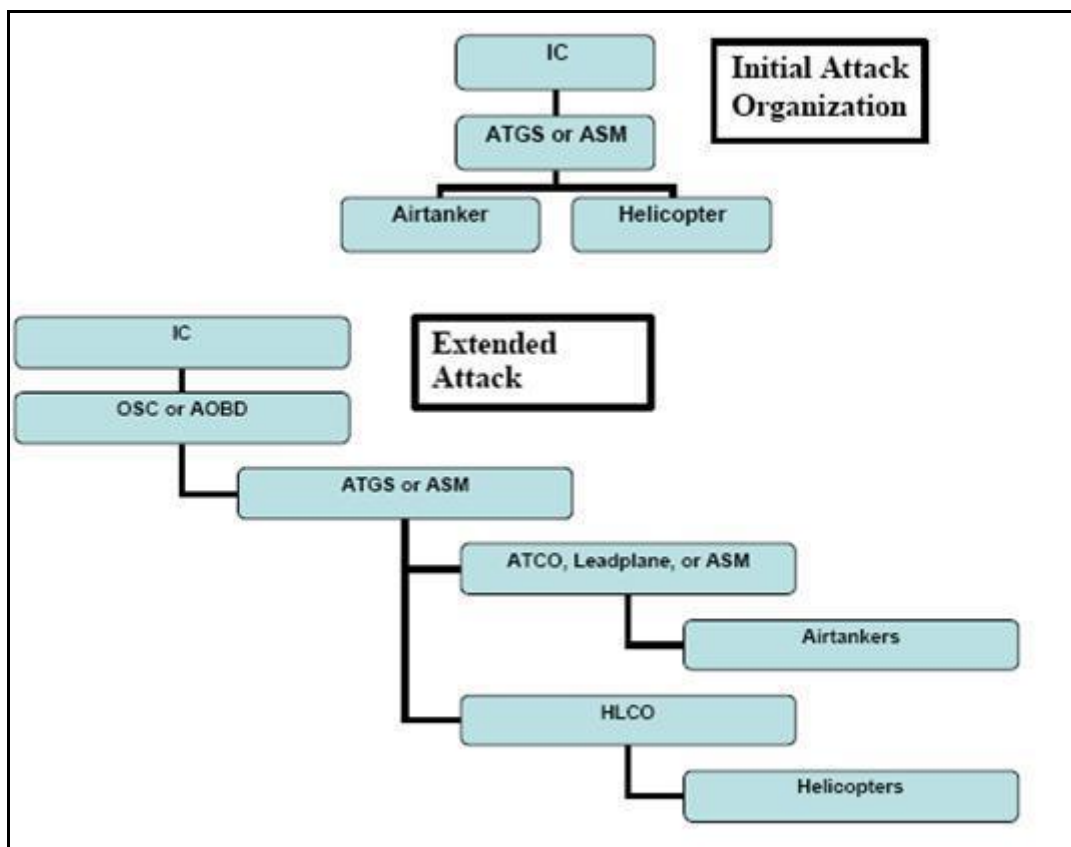 IC
Initial Attack
Organization
ATGS or ASM
Airtanker
Helicopter
IC
Extended
Attack
OSC or AOBD
ATGS or ASM
ATCO, Leadplane, or ASM
Airtankers
HLCO
Helicopters